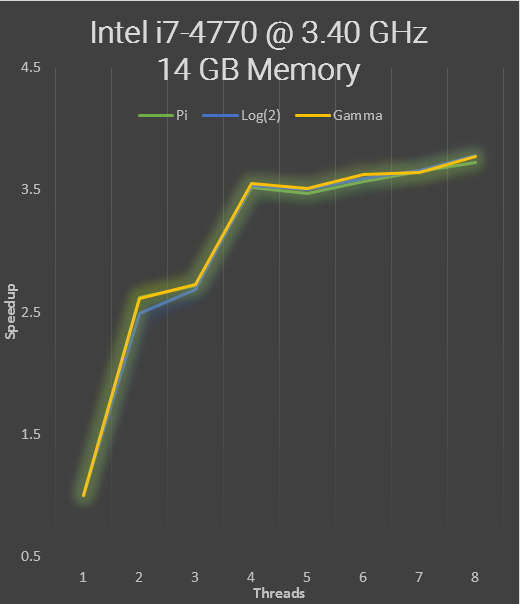 Intel i7-4770 @ 3.40 GHz
14 GB Memory
Pi Log(2) Gamma
4.5
3.5
2.5
1.5
0.5
Speedup
1 2 3 4 5 6 7 8
Threads